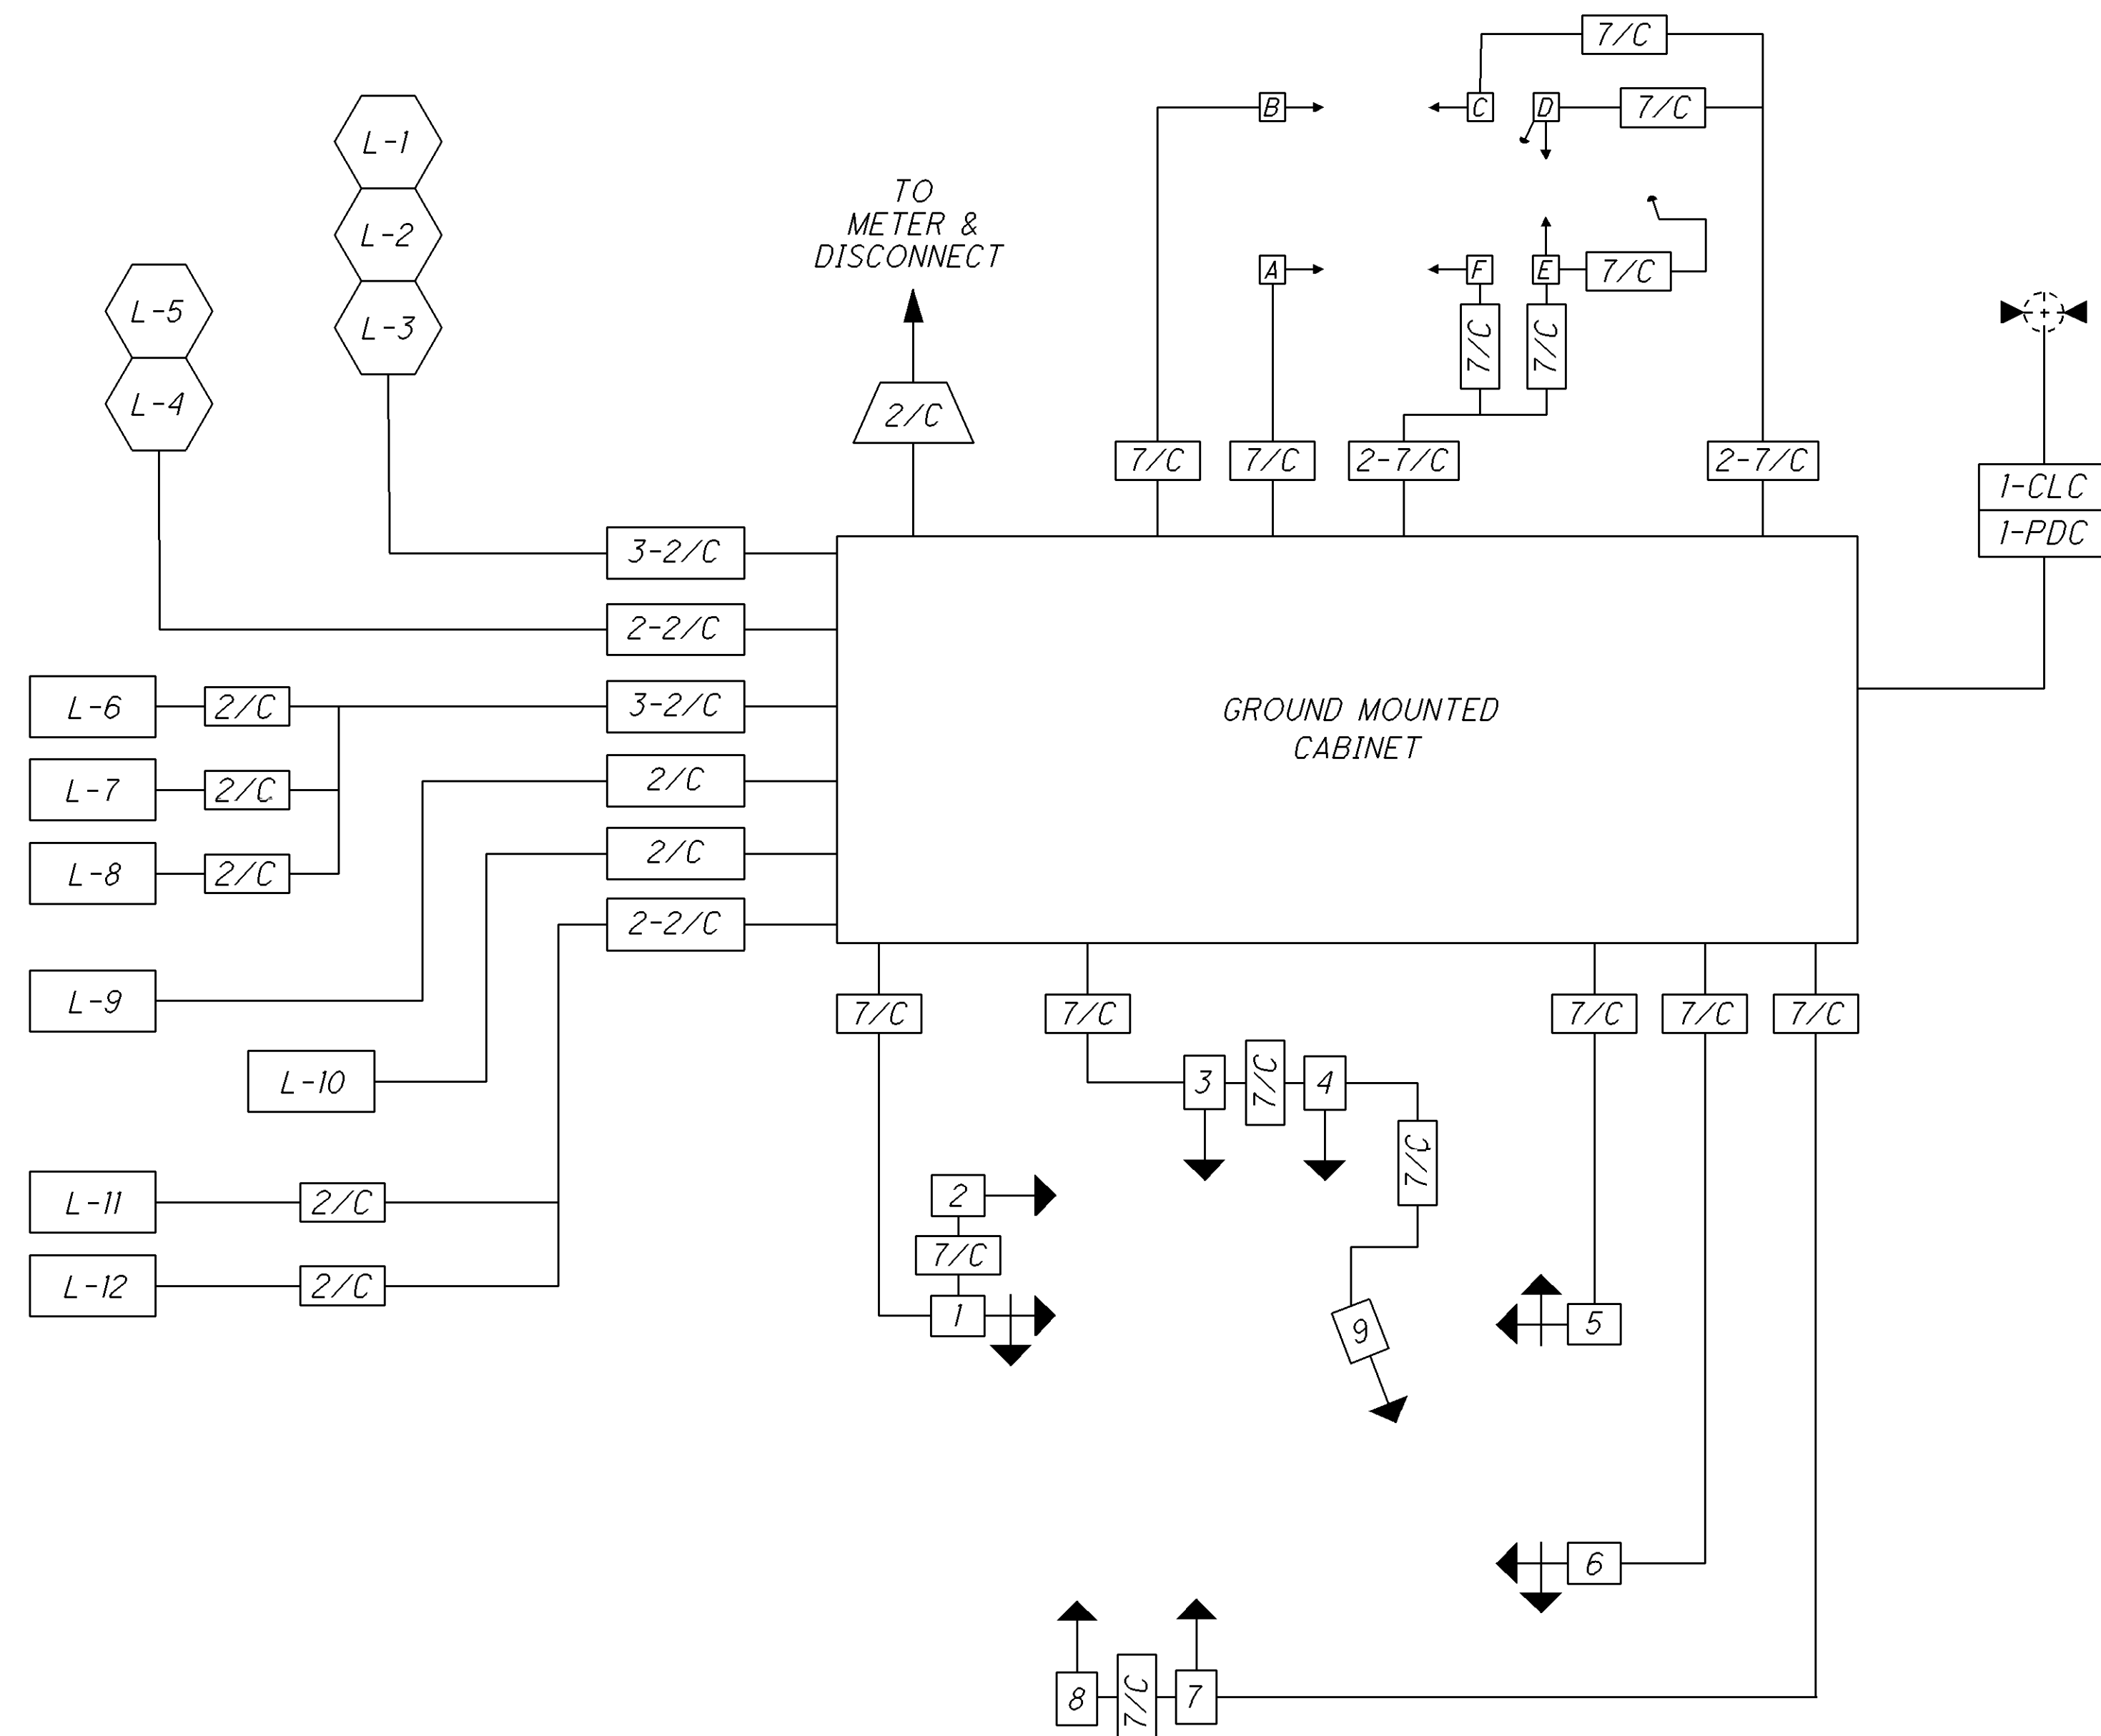 7/C
B
C
D
7/C
L-1
TO
METER &
DISCONNECT
L-2
A
F
E
7/C
L-5
L-3
7/C
7/C
L-4
2/C
7/C
7/C
2-7/C
2-7/C
1-CLC
1-PDC
3-2/C
2-2/C
L-6
2/C
3-2/C
GROUND MOUNTED
CABINET
L-7
2/C
2/C
L-8
2/C
2/C
2-2/C
L-9
7/C
7/C
7/C
7/C
7/C
L-10
3
7/C
4
7/C
L-11
2/C
2
7/C
L-12
2/C
1
9
5
6
8
7/C
7